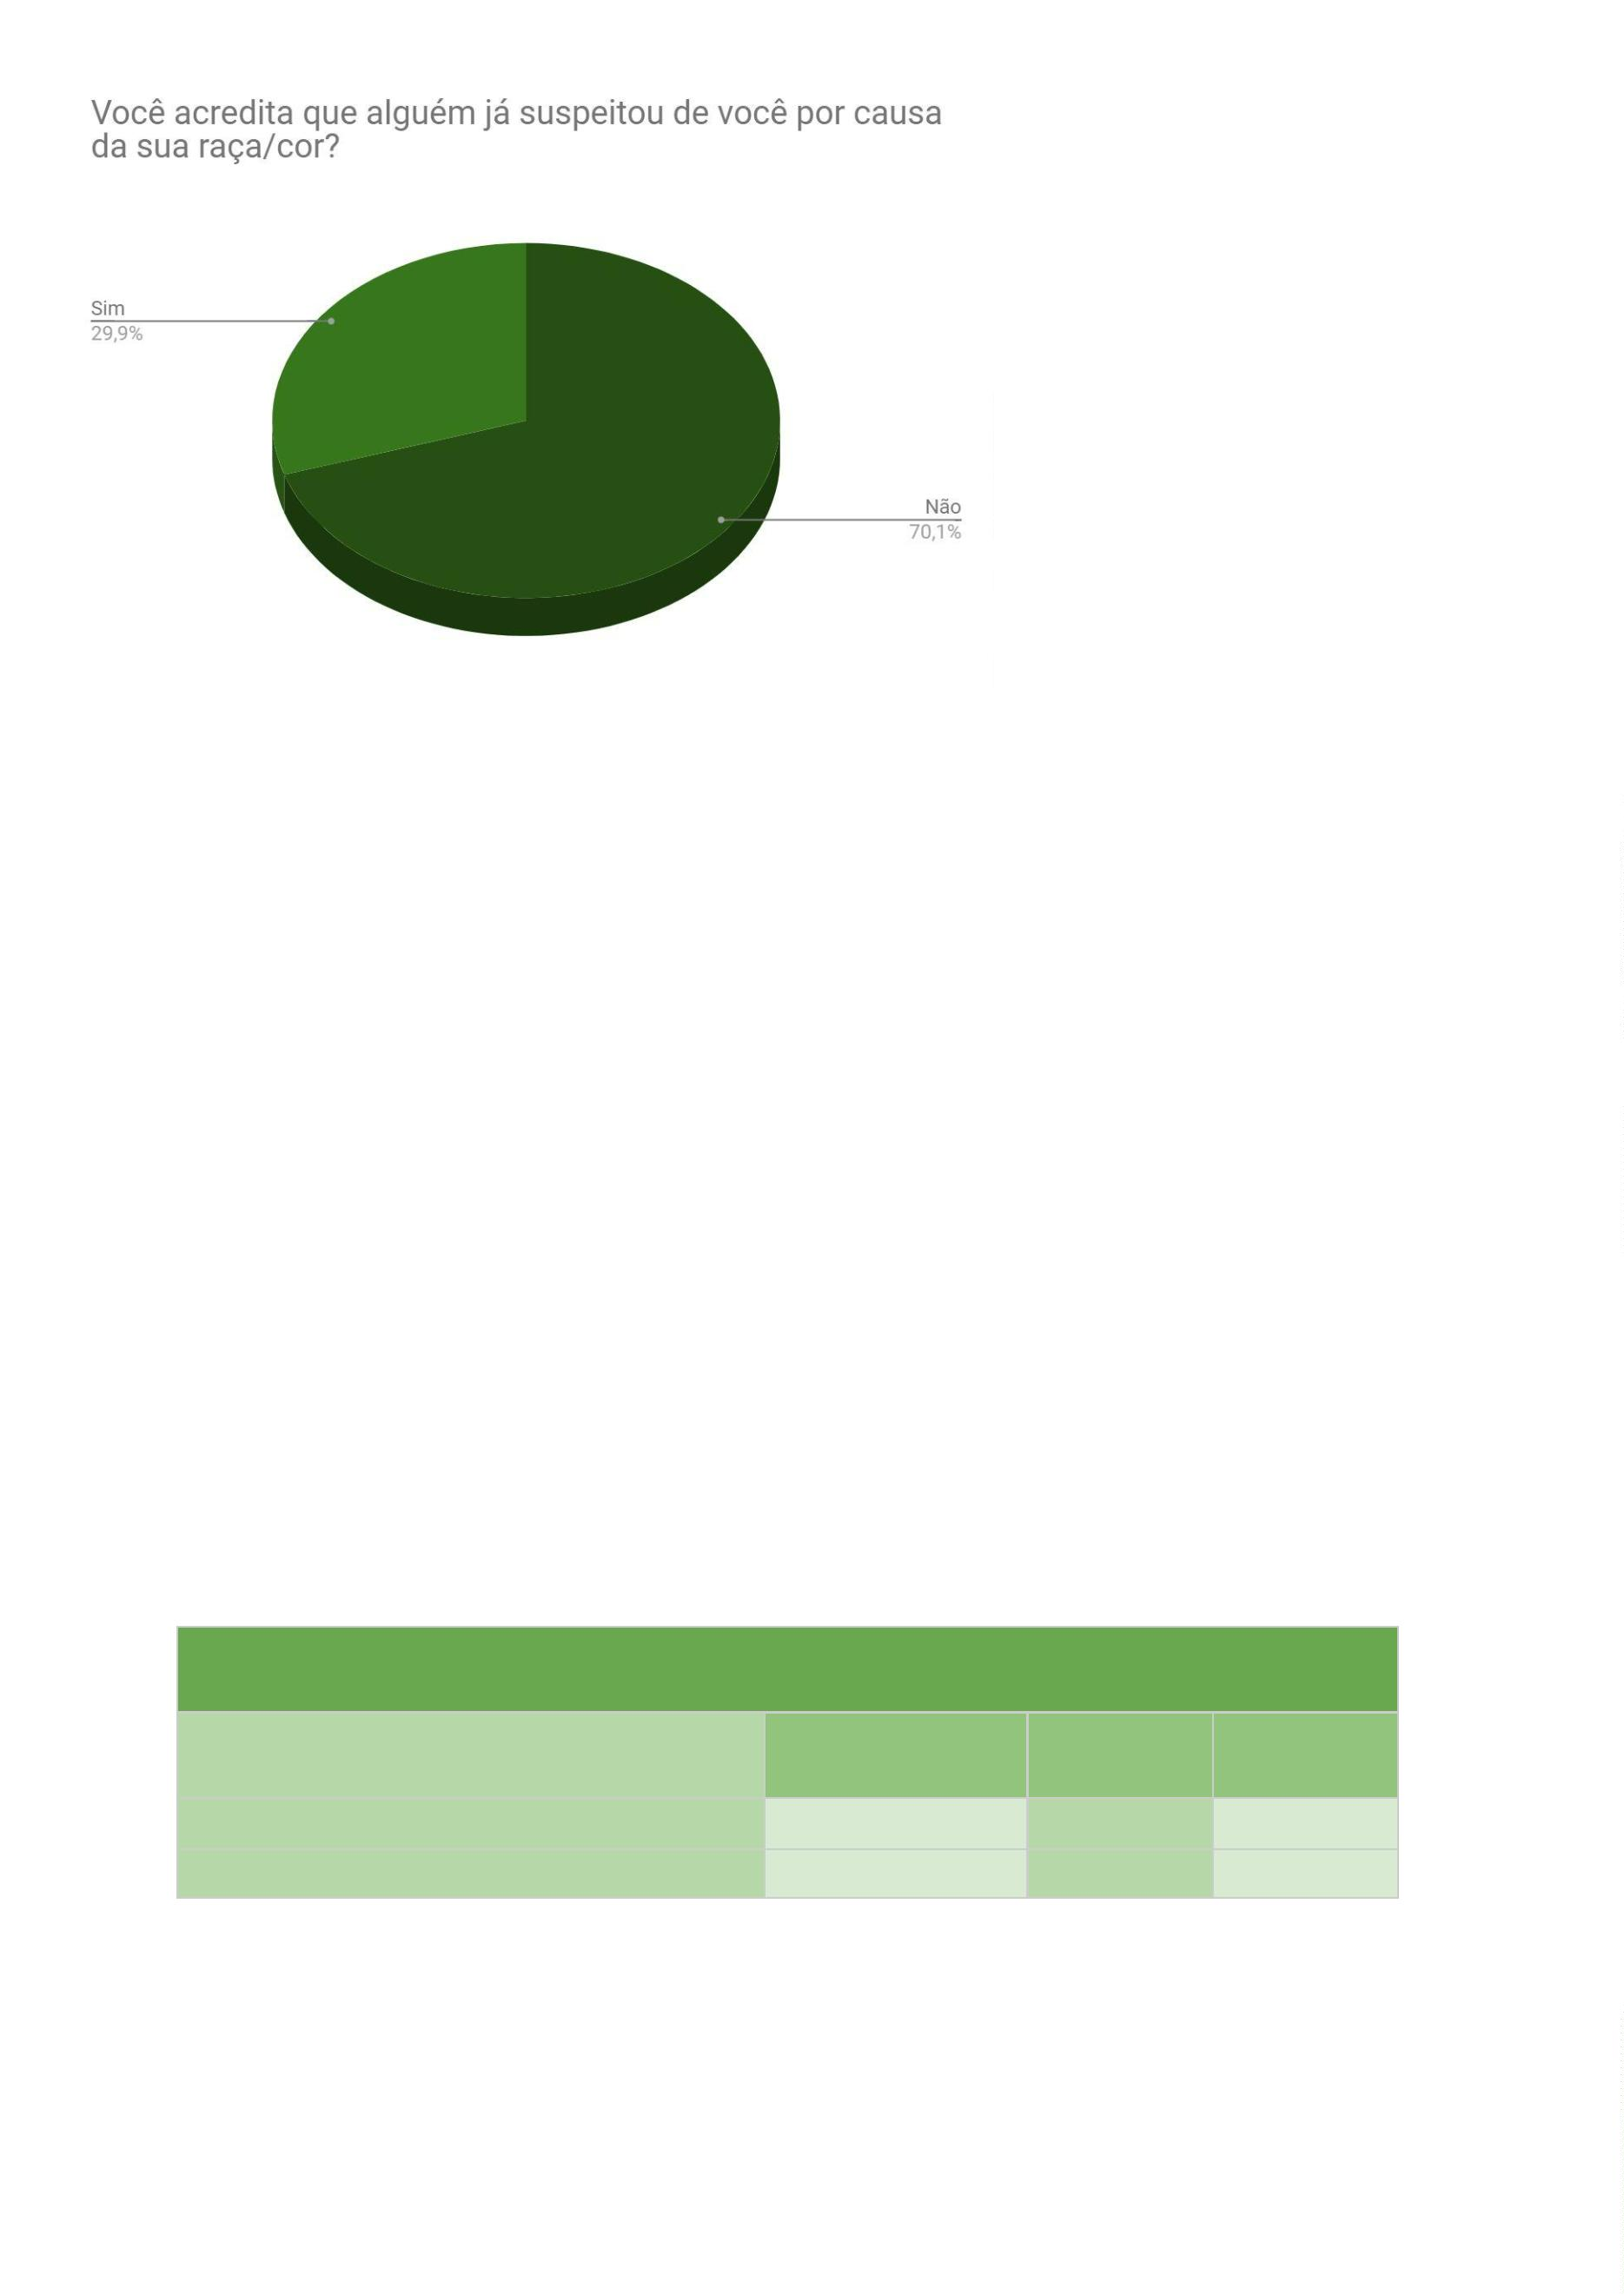 Você acredita que alguém já suspeitou de você por causa
da sua raça/cor?
Sim
29,9%
Não
70,1%